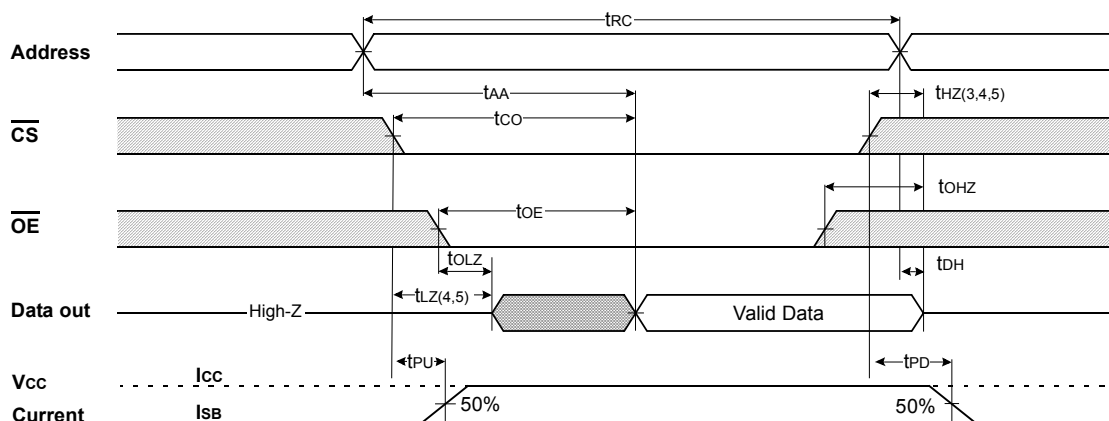 tRC
Address
tAA
tHZ(3,4,5)
CS
tCO
tOHZ
OE
tOE
tOLZ
tDH
tLZ(4,5)
Data out
High-Z
Valid Data
tPU
tPD
VCC
ICC
Current
ISB
50%
50%